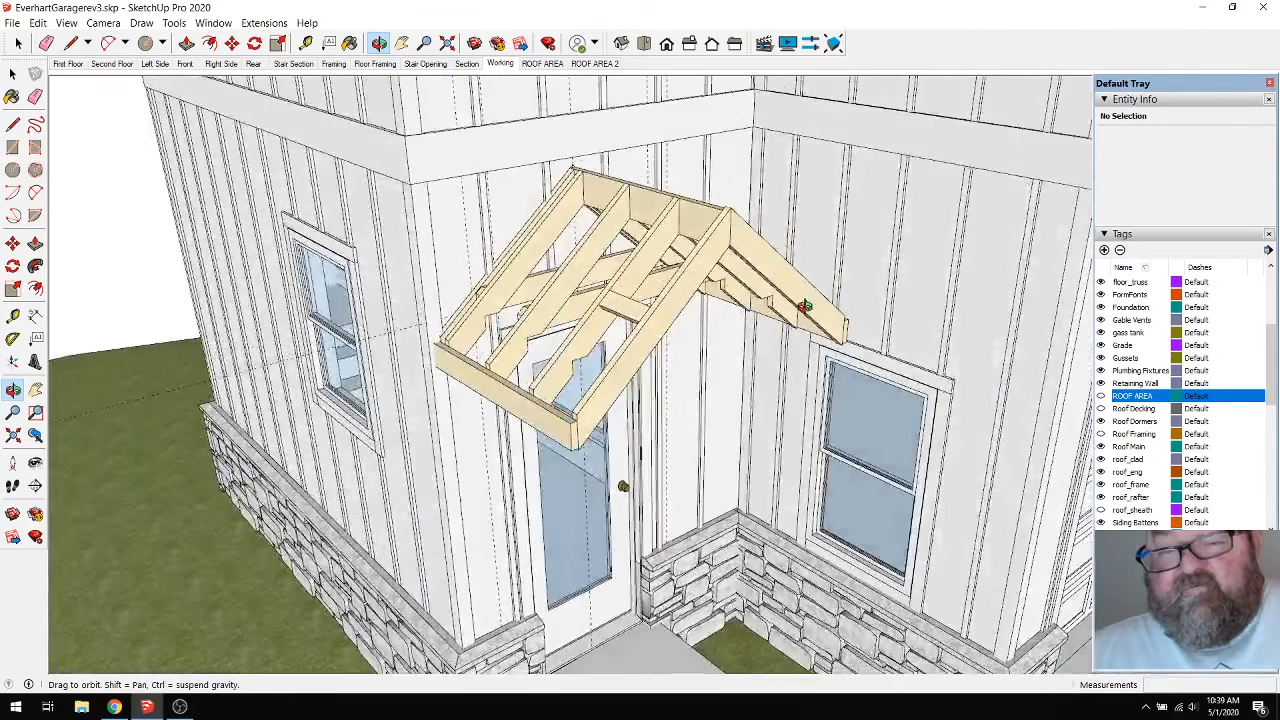 EverhartGaragerev3.skp - SketchUp Pro 2020
File Edit View Camera Draw Tools Window Extensions Help
First Floor Second Floor Left Side Front Right Side Rear Stair Section Framing Floor Framing Stair Opening Section Working ROOF AREA ROOF AREA 2
Default Tray
Entity Info
No Selection
Tags
Name Dashes
floor_truss Default
FormFonts Default
Foundation Default
Gable Vents Default
gass tank Default
Grade Default
Gussets Default
Plumbing Fixtures Default
Retaining Wall Default
ROOF AREA Default
Roof Decking Default
Roof Dormers Default
Roof Framing Default
Roof Main Default
roof_clad Default
roof_eng Default
roof_frame Default
roof_rafter Default
roof_sheath Default
Siding Battens Default
Drag to orbit. Shift = Pan, Ctrl = suspend gravity.
Measurements
10:39 AM
5/1/2020